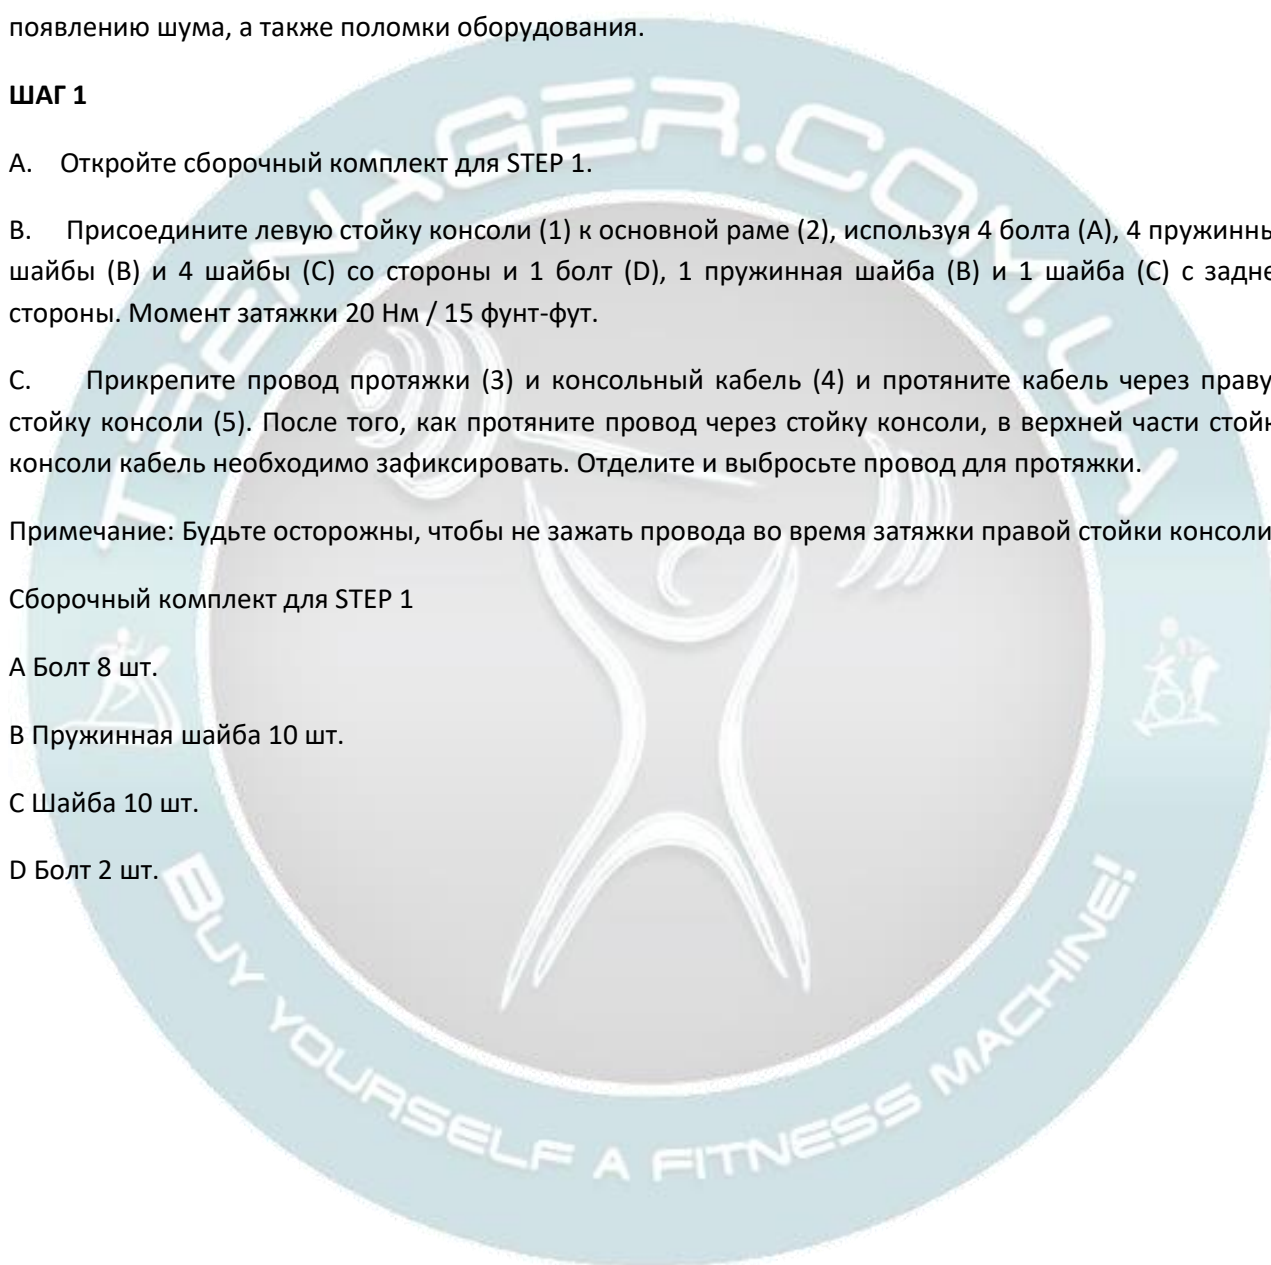 появлению шума, а также поломки оборудования.
ШАГ 1
A. Откройте сборочный комплект для STEP 1.
B. Присоедините левую стойку консоли (1) к основной раме (2), используя 4 болта (A), 4 пружинны
шайбы (B) и 4 шайбы (C) со стороны и 1 болт (D), 1 пружинная шайба (B) и 1 шайба (C) с задне
стороны. Момент затяжки 20 Нм / 15 фунт-фут.
C. Прикрепите провод протяжки (3) и консольный кабель (4) и протяните кабель через праву
стойку консоли (5). После того, как протяните провод через стойку консоли, в верхней части стойк
консоли кабель необходимо зафиксировать. Отделите и выбросьте провод для протяжки.
Примечание: Будьте осторожны, чтобы не зажать провода во время затяжки правой стойки консоли
Сборочный комплект для STEP 1
A Болт 8 шт.
B Пружинная шайба 10 шт.
C Шайба 10 шт.
D Болт 2 шт.
TRENAGER.COM.UA
BUY YOURSELF A FITNESS MACHINE!